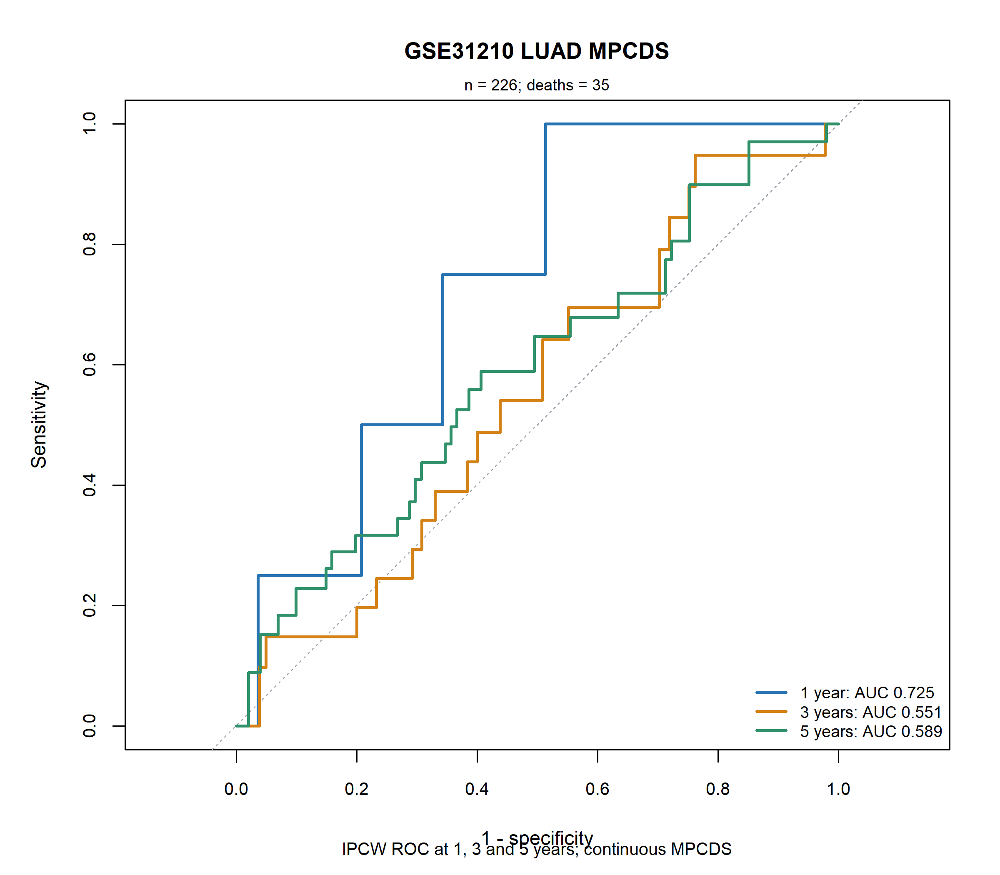 GSE31210 LUAD MPCDS
n = 226; deaths = 35
1.0
0.8
0.6
0.4
0.2
0.0
Sensitivity
1 year: AUC 0.725
3 years: AUC 0.551
5 years: AUC 0.589
0.0 0.2 0.4 0.6 0.8 1.0
1 - specificity
IPCW ROC at 1, 3 and 5 years; continuous MPCDS